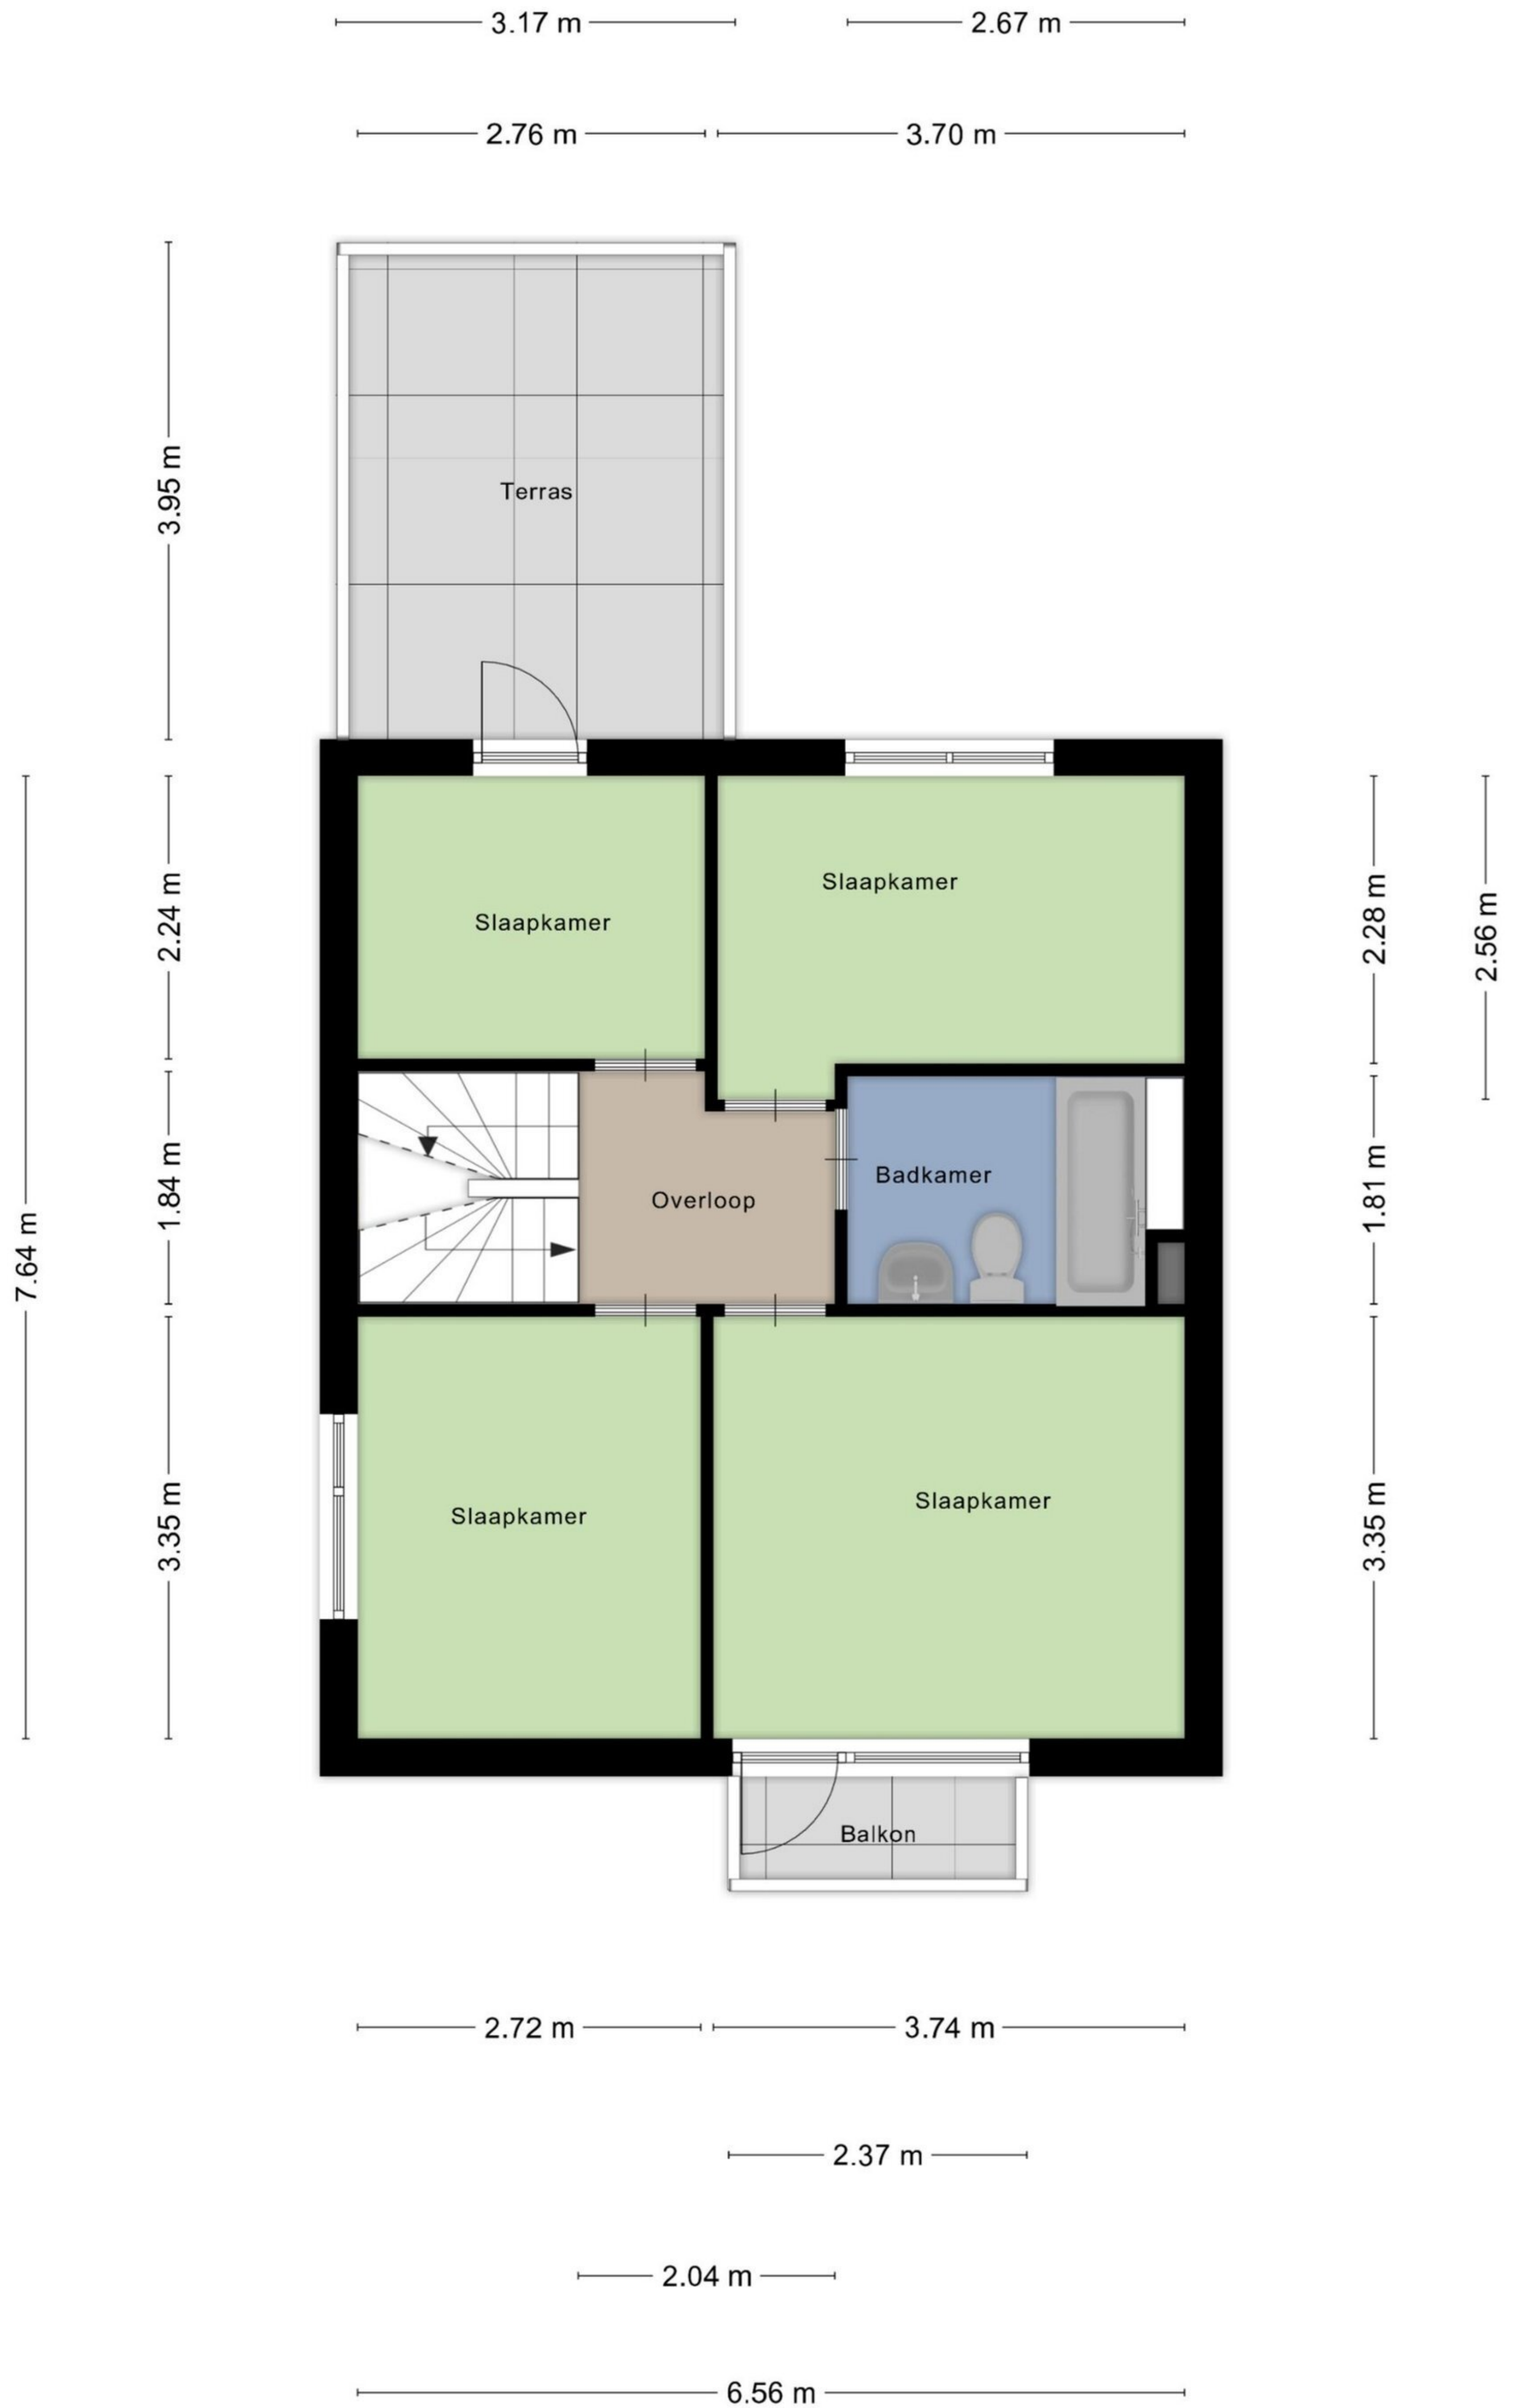 3.17 m
2.67 m
2.76 m
3.70 m
3.95 m
Terras
Slaapkamer
Slaapkamer
2.24 m
2.28 m
2.56 m
Badkamer
Overloop
1.84 m
1.81 m
7.64 m
Slaapkamer
Slaapkamer
3.35 m
3.35 m
Balkon
2.72 m
3.74 m
2.37 m
2.04 m
6.56 m